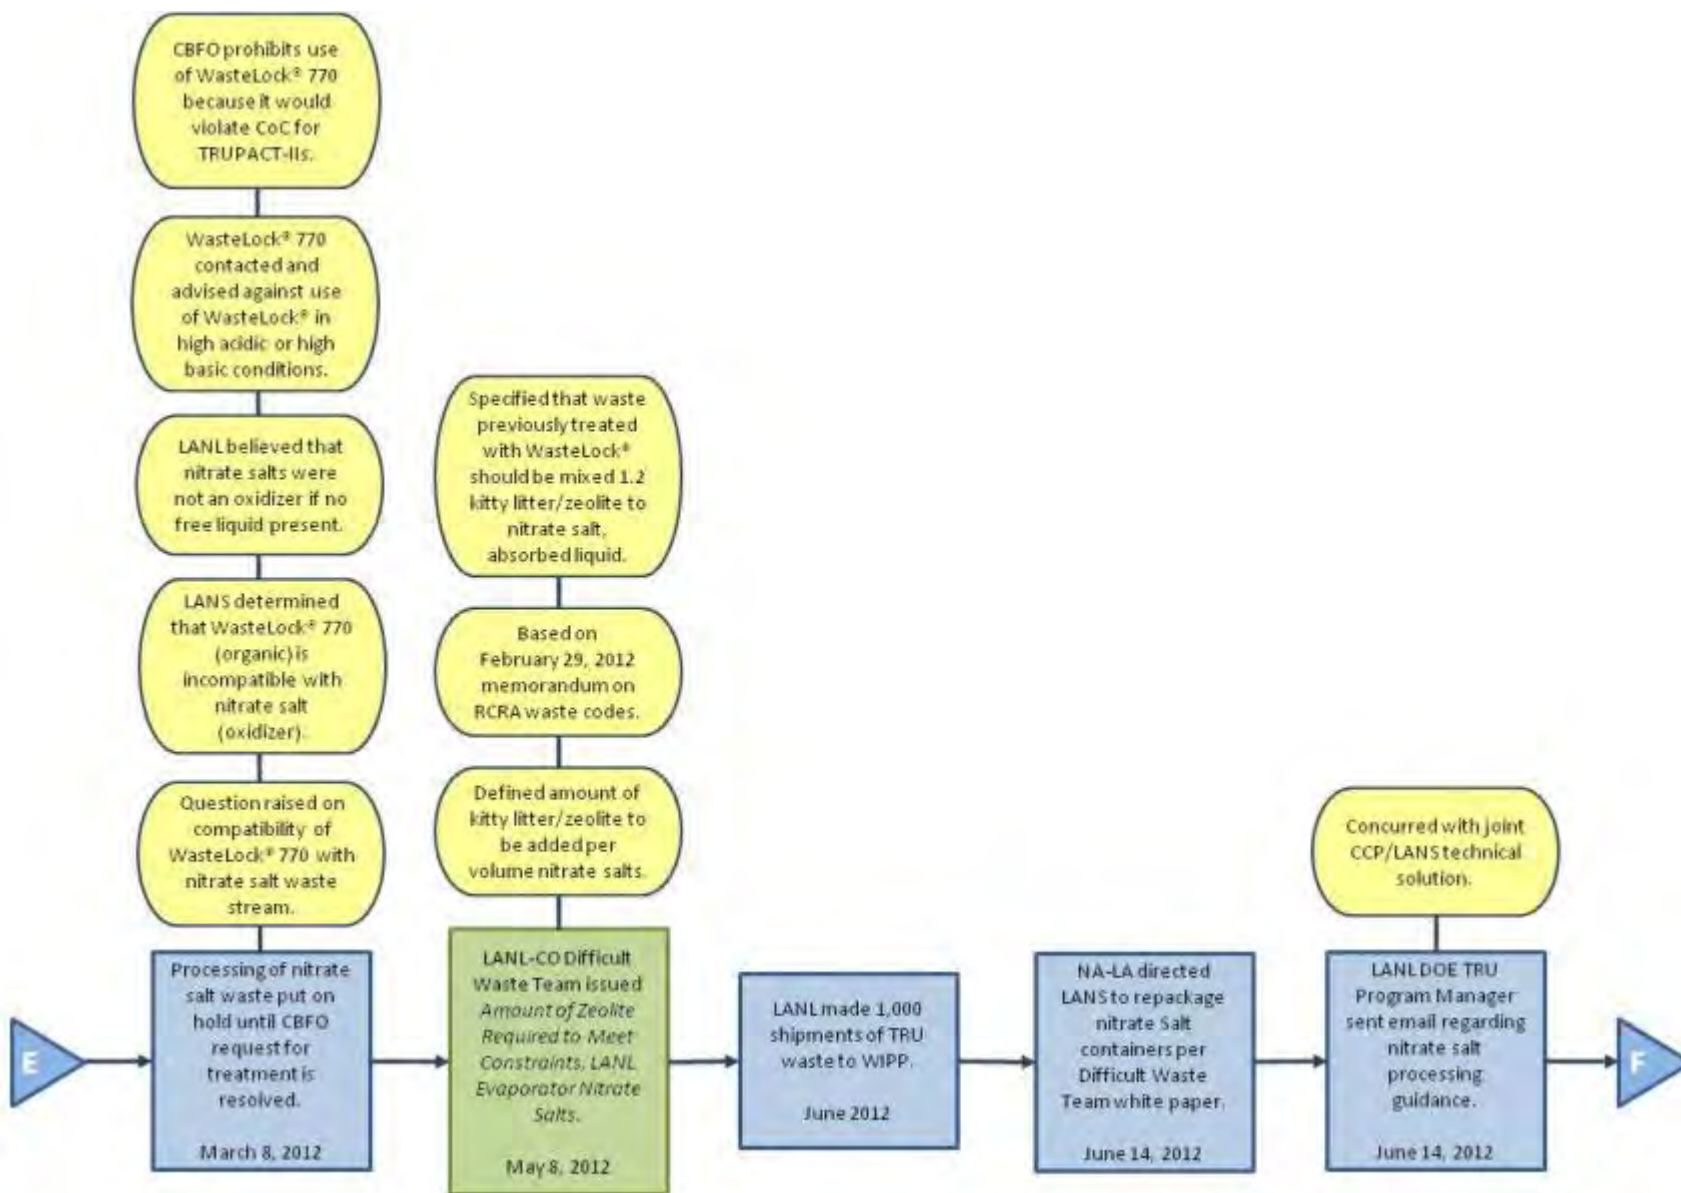 CBFO prohibits use
of WasteLock® 770
because it would
violate CoC for
TRUPACT-IIs.
WasteLock® 770
contacted and
advised against use
of WasteLock® in
high acidic or high
basic conditions.
LANL believed that
nitrate salts were
not an oxidizer if no
free liquid present.
LANS determined
that WasteLock® 770
(organic) is
incompatible with
nitrate salt
(oxidizer).
Question raised on
compatibility of
WasteLock® 770 with
nitrate salt waste
stream.
Specified that waste
previously treated
with WasteLock®
should be mixed 1.2
kitty litter/zeolite to
nitrate salt,
absorbed liquid.
Based on
February 29, 2012
memorandum on
RCRA waste codes.
Defined amount of
kitty litter/zeolite to
be added per
volume nitrate salts.
Concurred with joint
CCP/LANS technical
solution.
E
Processing of nitrate
salt waste put on
hold until CBFO
request for
treatment is
resolved.
March 8, 2012
LANL-CO Difficult
Waste Team issued
Amount of Zeolite
Required to Meet
Constraints, LANL
Evaporator Nitrate
Salts.
May 8, 2012
LANL made 1,000
shipments of TRU
waste to WIPP.
June 2012
NA-LA directed
LANS to repackage
nitrate Salt
containers per
Difficult Waste
Team white paper.
June 14, 2012
LANL DOE TRU
Program Manager
sent email regarding
nitrate salt
processing
guidance.
June 14, 2012
F